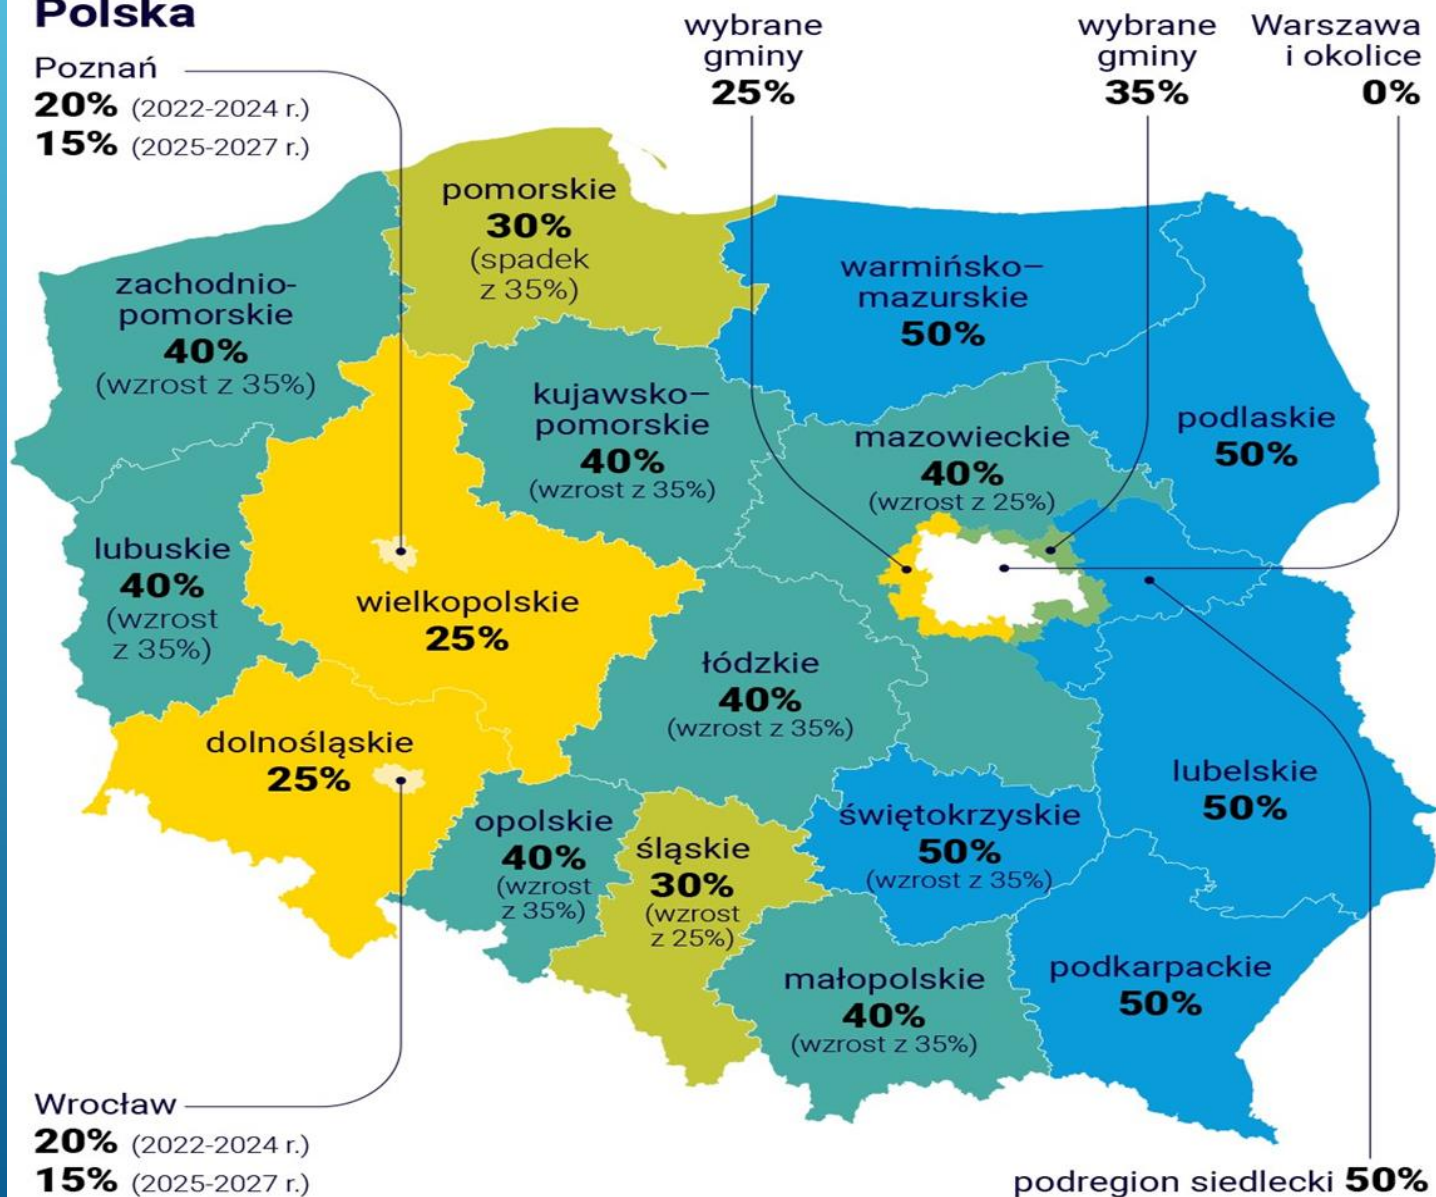 Polska
Poznań
20% (2022-2024 r.)
15% (2025-2027 r.)
wybrane
gminy
25%
wybrane
gminy
35%
Warszawa
i okolice
0%
pomorskie
30%
(spadek
z 35%)
zachodnio-
pomorskie
40%
(wzrost z 35%)
warmińsko–
mazurskie
50%
kujawsko–
pomorskie
40%
(wzrost z 35%)
mazowieckie
40%
(wzrost z 25%)
podlaskie
50%
lubuskie
40%
(wzrost
z 35%)
wielkopolskie
25%
łódzkie
40%
(wzrost z 35%)
dolnośląskie
25%
lubelskie
50%
opolskie
40%
(wzrost
z 35%)
śląskie
30%
(wzrost
z 25%)
świętokrzyskie
50%
(wzrost z 35%)
małopolskie
40%
(wzrost z 35%)
podkarpackie
50%
Wrocław
20% (2022-2024 r.)
15% (2025-2027 r.)
podregion siedlecki 50%